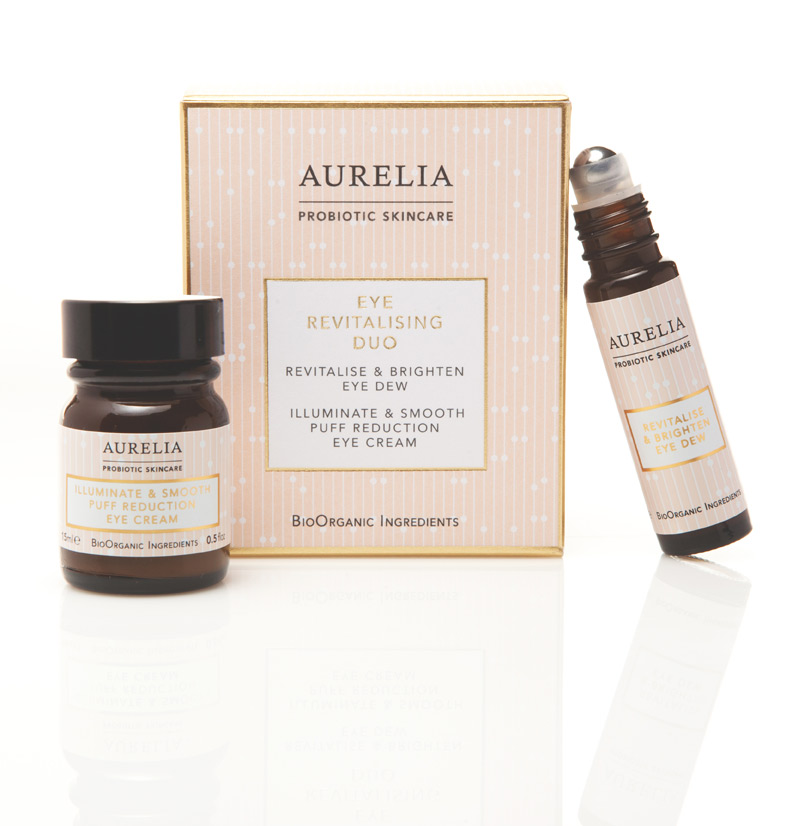 AURELIA
PROBIOTIC SKINCARE
EYE
REVITALISING
DUO
REVITALISE & BRIGHTEN
EYE DEW
ILLUMINATE & SMOOTH
PUFF REDUCTION
EYE CREAM
BIOORGANIC INGREDIENTS
AURELIA
PROBIOTIC SKINCARE
ILLUMINATE & SMOOTH
PUFF REDUCTION
EYE CREAM
15ml℮ BIOORGANIC INGREDIENTS 0.5 fl.oz
AURELIA
PROBIOTIC SKINCARE
REVITALISE
& BRIGHTEN
EYE DEW
BIOORGANIC INGREDIENTS